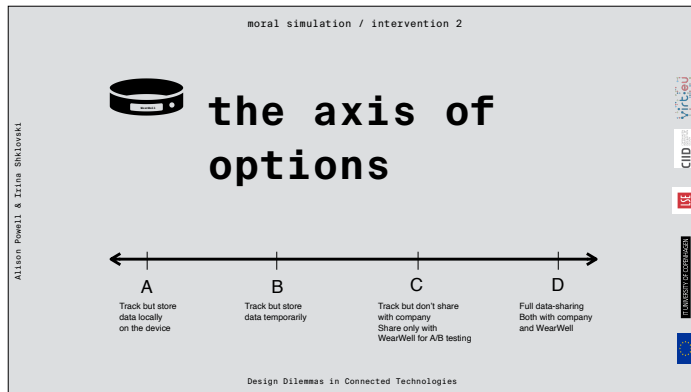 moral simulation / intervention 2
the axis of
options
Alison Powell & Irina Shklovski
virt·eu
CIID
LSE
IT UNIVERSITY OF COPENHAGEN
A
Track but store
data locally
on the device
B
Track but store
data temporarily
C
Track but don't share
with company
Share only with
WearWell for A/B testing
D
Full data-sharing
Both with company
and WearWell
Design Dilemmas in Connected Technologies